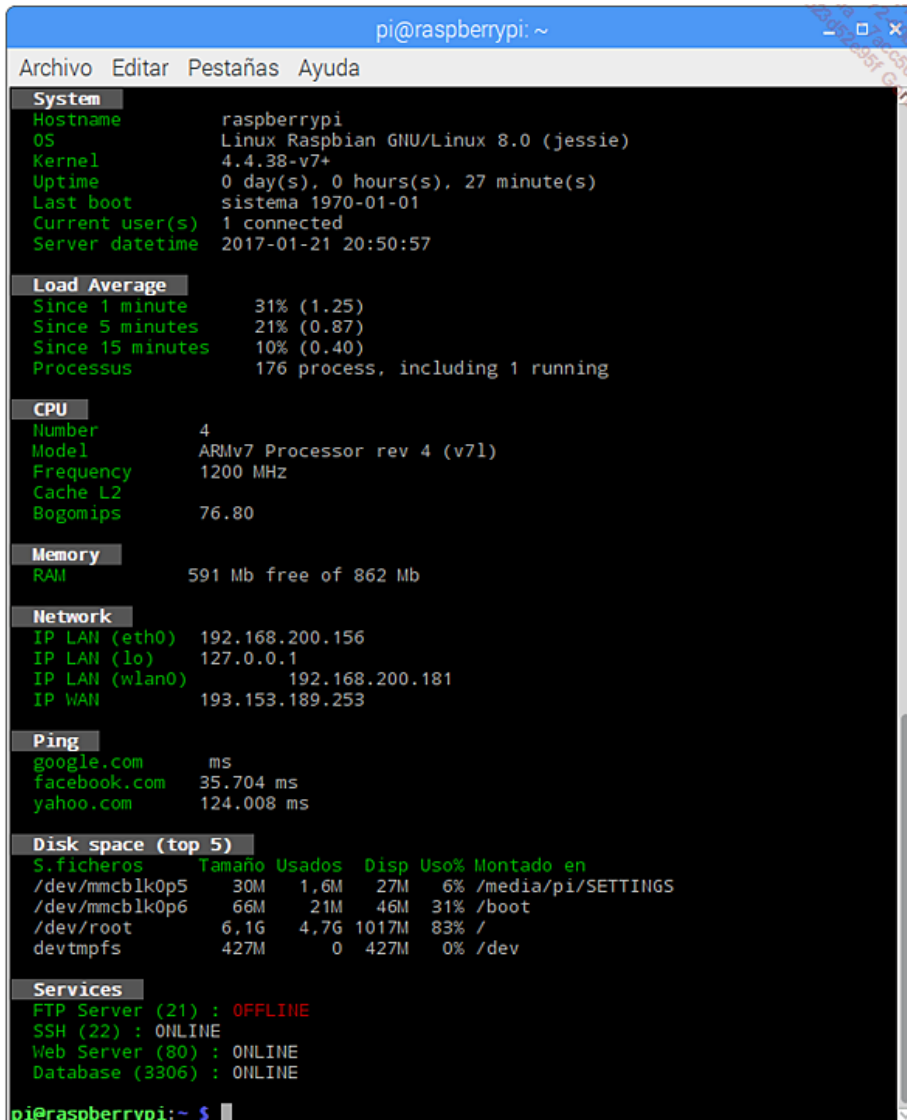 pi@raspberrypi: ~
Archivo Editar Pestañas Ayuda
System
Hostname raspberrypi
OS Linux Raspbian GNU/Linux 8.0 (jessie)
Kernel 4.4.38-v7+
Uptime 0 day(s), 0 hours(s), 27 minute(s)
Last boot sistema 1970-01-01
Current user(s) 1 connected
Server datetime 2017-01-21 20:50:57
Load Average
Since 1 minute 31% (1.25)
Since 5 minutes 21% (0.87)
Since 15 minutes 10% (0.40)
Processus 176 process, including 1 running
CPU
Number 4
Model ARMv7 Processor rev 4 (v7l)
Frequency 1200 MHz
Cache L2
Bogomips 76.80
Memory
RAM 591 Mb free of 862 Mb
Network
IP LAN (eth0) 192.168.200.156
IP LAN (lo) 127.0.0.1
IP LAN (wlan0) 192.168.200.181
IP WAN 193.153.189.253
Ping
google.com ms
facebook.com 35.704 ms
yahoo.com 124.008 ms
Disk space (top 5)
S.ficheros Tamaño Usados Disp Uso% Montado en
/dev/mmcblk0p5 30M 1,6M 27M 6% /media/pi/SETTINGS
/dev/mmcblk0p6 66M 21M 46M 31% /boot
/dev/root 6,1G 4,7G 1017M 83% /
devtmpfs 427M 0 427M 0% /dev
Services
FTP Server (21) : OFFLINE
SSH (22) : ONLINE
Web Server (80) : ONLINE
Database (3306) : ONLINE
pi@raspberrypi:~ $